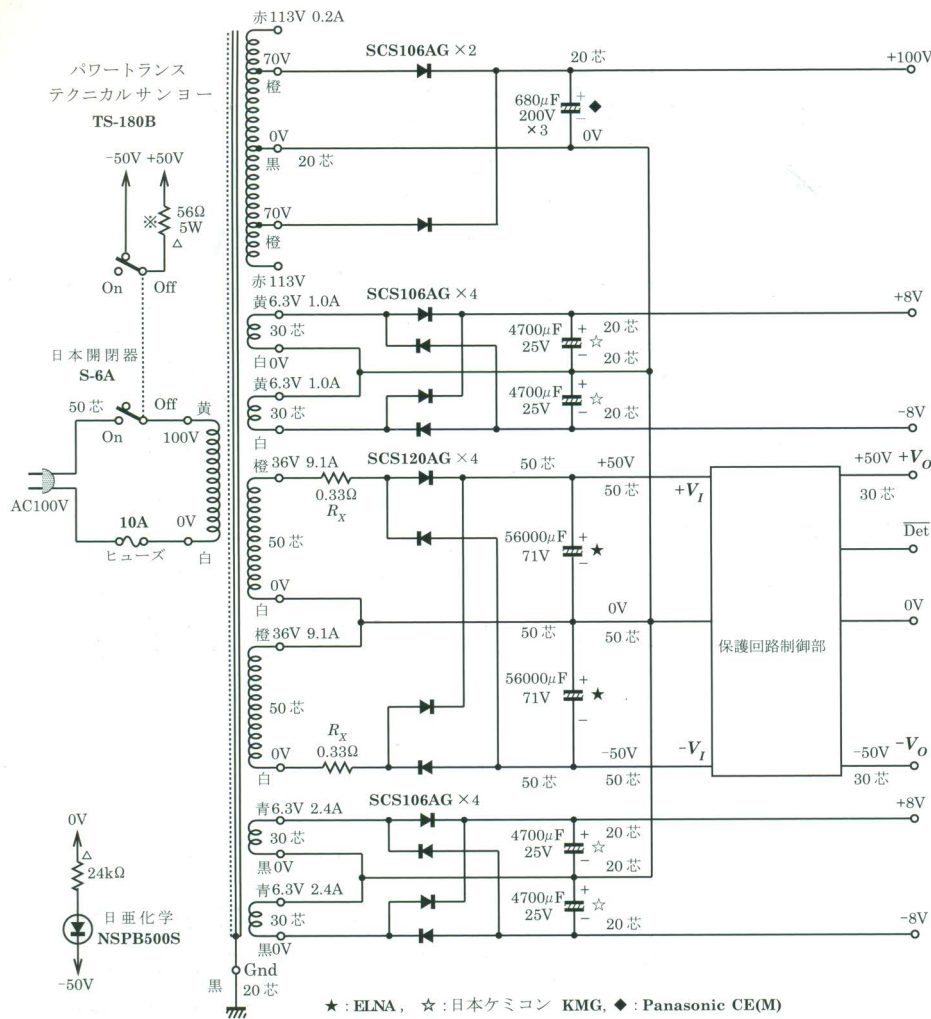 赤113V 0.2A
SCS106AG ×2
70V
橙
20芯
+100V
パワートランス
テクニカルサンヨー
TS-180B
680μF
200V
×3
+
−
◆
0V
0V
黒
20芯
-50V +50V
※
56Ω
5W
△
70V
橙
On
Off
赤113V
黄6.3V 1.0A
SCS106AG ×4
+8V
30芯
4700μF
25V
+
−
☆
20芯
20芯
白0V
日本開閉器
S-6A
黄6.3V 1.0A
30芯
4700μF
25V
+
−
☆
20芯
白
-8V
50芯
Off
黄
On
100V
橙36V 9.1A
SCS120AG ×4
50芯
+50V
50芯
+VI
+50V +VO
30芯
0.33Ω
RX
AC100V
10A
ヒューズ
0V
白
50芯
56000μF
71V
+
−
★
Det
0V
白
橙36V 9.1A
50芯
0V
50芯
0V
保護回路制御部
50芯
56000μF
71V
+
−
★
RX
0.33Ω
0V
白
-50V
50芯
50芯
-VI
-50V -VO
30芯
青6.3V 2.4A
SCS106AG ×4
+8V
30芯
4700μF
25V
+
−
☆
20芯
20芯
黒0V
0V
△
24kΩ
青6.3V 2.4A
30芯
4700μF
25V
+
−
☆
20芯
黒0V
-8V
日亜化学
NSPB500S
-50V
Gnd
黒
20芯
★ : ELNA, ☆ : 日本ケミコン KMG, ◆ : Panasonic CE(M)